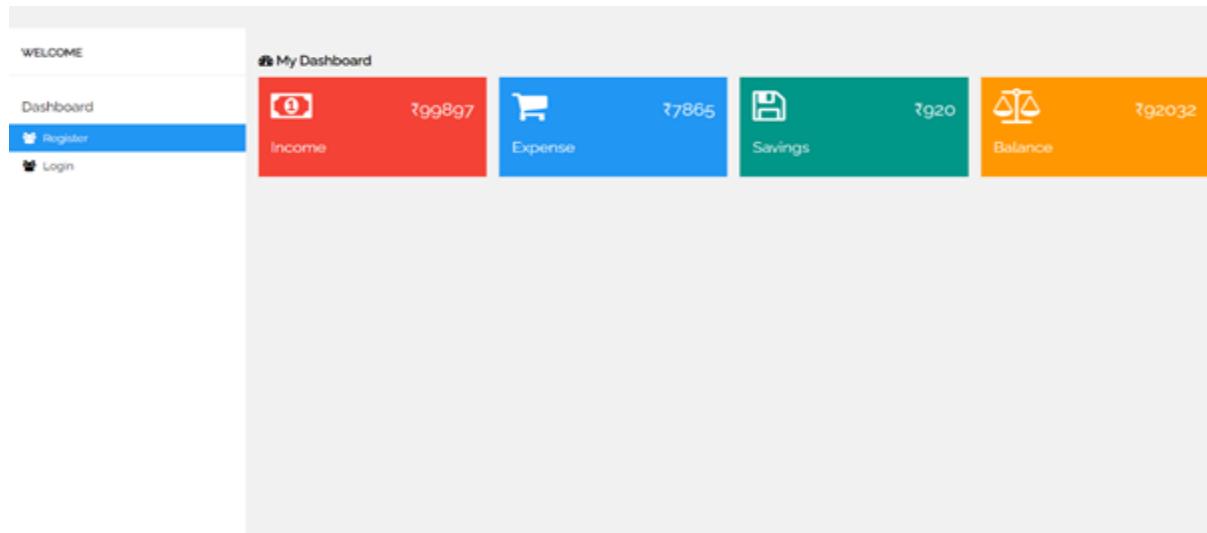 WELCOME
My Dashboard
Dashboard
Register
Login
₹99897
Income
₹7865
Expense
₹920
Savings
₹92032
Balance